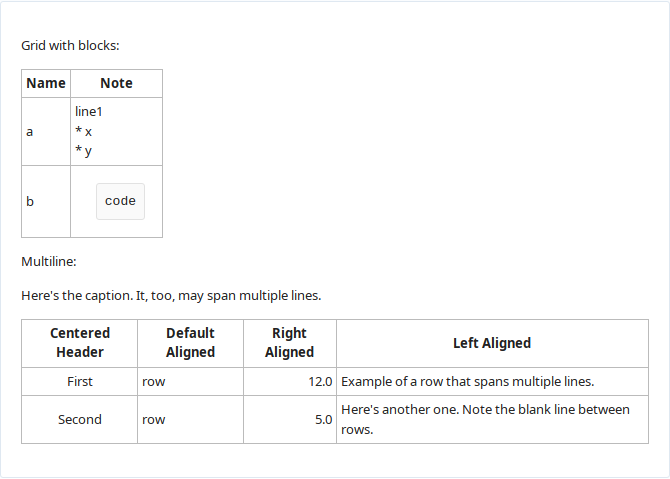 Grid with blocks:
Name Note
a
line1
* x
* y
b
code
Multiline:
Here's the caption. It, too, may span multiple lines.
Centered Header Default Aligned Right Aligned Left Aligned
First row 12.0 Example of a row that spans multiple lines.
Second row 5.0 Here's another one. Note the blank line between
rows.